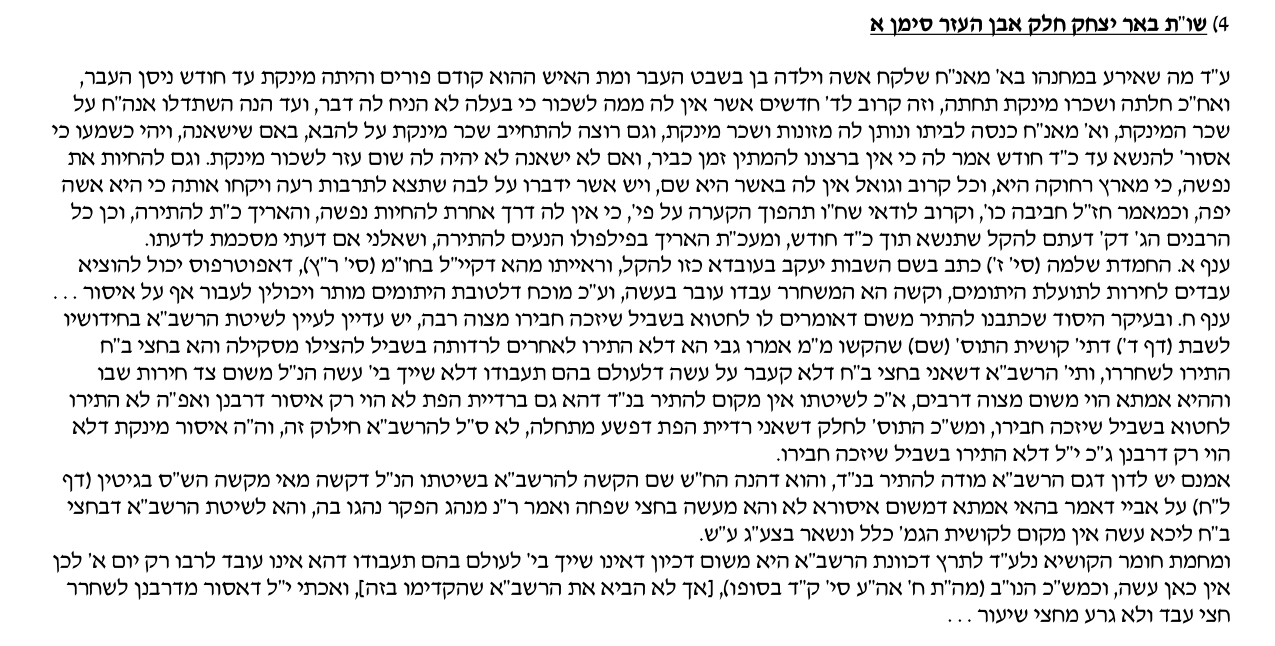 4) שו"ת באר יצחק חלק אבן העזר סימן א
ע"ד מה שאירע במחנהו בא' מאנ"ח שלקח אשה וילדה בן בשבט העבר ומת האיש ההוא קודם פורים והיתה מינקת עד חודש ניסן העבר,
ואח"כ חלתה ושכרו מינקת תחתה, וזה קרוב לד' חדשים אשר אין לה ממה לשכור כי בעלה לא הניח לה דבר, ועד הנה השתדלו אנה"ח על
שכר המינקת, וא' מאנ"ח כנסה לביתו ונותן לה מזונות ושכר מינקת, וגם רוצה להתחייב שכר מינקת על להבא, באם שישאנה, ויהי כשמעו כי
אסור' להנשא עד כ"ד חודש אמר לה כי אין ברצונו להמתין זמן כביר, ואם לא ישאנה לא יהיה לה שום עזר לשכור מינקת. וגם להחיות את
נפשה, כי מארץ רחוקה היא, וכל קרוב וגואל אין לה באשר היא שם, ויש אשר ידברו על לבה שתצא לתרבות רעה ויקחו אותה כי היא אשה
יפה, וכמאמר חז"ל חביבה כו', וקרוב לודאי שח"ו תהפוך הקערה על פי', כי אין לה דרך אחרת להחיות נפשה, והאריך כ"ת להתירה, וכן כל
הרבנים הג' דק' דעתם להקל שתנשא תוך כ"ד חודש, ומעכ"ת האריך בפילפולו הנעים להתירה, ושאלני אם דעתי מסכמת לדעתו.
ענף א. החמדת שלמה (סי' ז') כתב בשם השבות יעקב בעובדא כזו להקל, וראייתו מהא דקיי"ל בחו"מ (סי' ר"ץ), דאפוטרפוס יכול להוציא
עבדים לחירות לתועלת היתומים, וקשה הא המשחרר עבדו עובר בעשה, וע"כ מוכח דלטובת היתומים מותר ויכולין לעבור אף על איסור . . .
ענף ח. ובעיקר היסוד שכתבנו להתיר משום דאומרים לו לחטוא בשביל שיזכה חבירו מצוה רבה, יש עדיין לעיין לשיטת הרשב"א בחידושיו
לשבת (דף ד') דתי' קושית התוס' (שם) שהקשו מ"מ אמרו גבי הא דלא התירו לאחרים לרדותה בשביל להצילו מסקילה והא בחצי ב"ח
התירו לשחררו, ותי' הרשב"א דשאני בחצי ב"ח דלא קעבר על עשה דלעולם בהם תעבודו דלא שייך בי' עשה הנ"ל משום צד חירות שבו
וההיא אמתא הוי משום מצוה דרבים, א"כ לשיטתו אין מקום להתיר בנ"ד דהא גם ברדיית הפת לא הוי רק איסור דרבנן ואפ"ה לא התירו
לחטוא בשביל שיזכה חבירו, ומש"כ התוס' לחלק דשאני רדיית הפת דפשע מתחלה, לא ס"ל להרשב"א חילוק זה, וה"ה איסור מינקת דלא
הוי רק דרבנן ג"כ י"ל דלא התירו בשביל שיזכה חבירו.
אמנם יש לדון דגם הרשב"א מודה להתיר בנ"ד, והוא דהנה הח"ש שם הקשה להרשב"א בשיטתו הנ"ל דקשה מאי מקשה הש"ס בגיטין (דף
ל"ח) על אביי דאמר בהאי אמתא דמשום איסורא לא והא מעשה בחצי שפחה ואמר ר"נ מנהג הפקר נהגו בה, והא לשיטת הרשב"א דבחצי
ב"ח ליכא עשה אין מקום לקושית הגמ' כלל ונשאר בצע"ג ע"ש.
ומחמת חומר הקושיא נלע"ד לתרץ דכוונת הרשב"א היא משום דכיון דאינו שייך בי' לעולם בהם תעבודו דהא אינו עובד לרבו רק יום א' לכן
אין כאן עשה, וכמש"כ הנו"ב (מה"ת ח' אה"ע סי' ק"ד בסופו), [אך לא הביא את הרשב"א שהקדימו בזה], ואכתי י"ל דאסור מדרבנן לשחרר
חצי עבד ולא גרע מחצי שיעור . . .